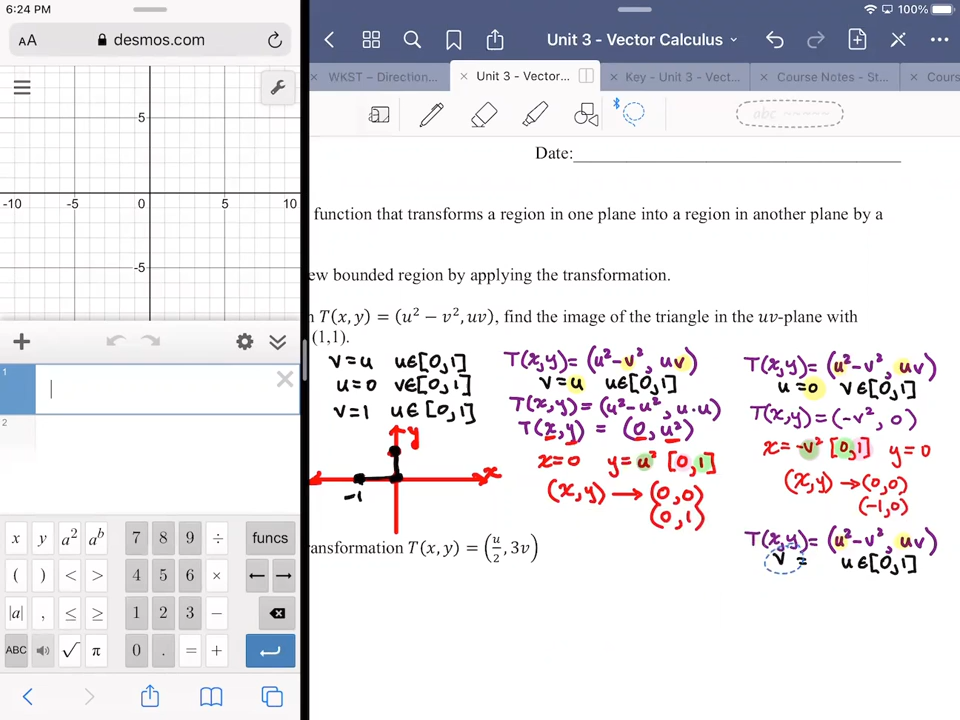 6:24 PM
100%
AA desmos.com
Unit 3 - Vector Calculus
WKST – Direction...
Unit 3 - Vector...
Key - Unit 3 - Vect...
Course Notes - St...
Cours
abc
5
-10 -5 0 5 10
-5
1
2
x y a² aᵇ 7 8 9 ÷ funcs
( ) < > 4 5 6 × ← →
|a| , ≤ ≥ 1 2 3 −
ABC √ π 0 . = +
Date:
function that transforms a region in one plane into a region in another plane by a
ew bounded region by applying the transformation.
n T(x, y) = (u² − v², uv), find the image of the triangle in the uv-plane with
(1,1).
v = u u∈[0,1]
u = 0 v∈[0,1]
v = 1 u∈[0,1]
y
x
-1
T(x,y) = (u²-v², uv)
v = u u∈[0,1]
T(x,y) = (u²-u², u·u)
T(x,y) = (0, u²)
x = 0 y = u² [0,1]
(x,y) → (0,0)
(0,1)
T(x,y) = (u²-v², uv)
u = 0 v∈[0,1]
T(x,y) = (-v², 0)
x = -v² [0,1] y = 0
(x,y) → (0,0)
(-1,0)
T(x,y) = (u²-v², uv)
v = u∈[0,1]
ransformation T(x, y) = (u/2, 3v)